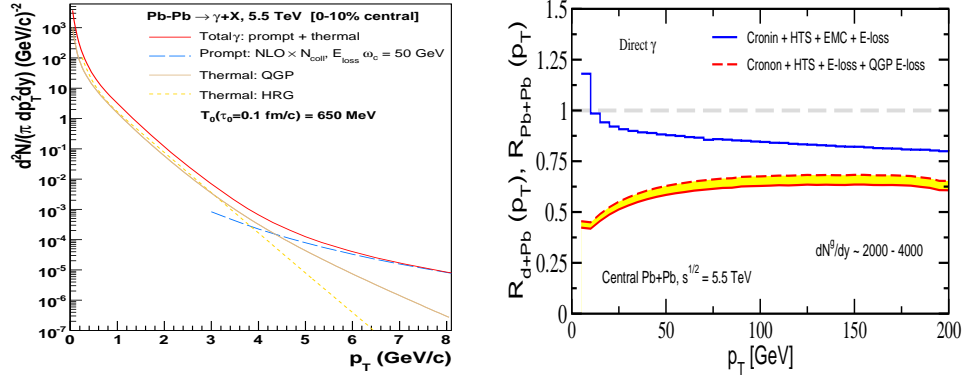 Pb-Pb → γ+X, 5.5 TeV [0-10% central]
Total γ: prompt + thermal
Prompt: NLO × N_coll, E_loss ω_c = 50 GeV
Thermal: QGP
Thermal: HRG
T_0(τ_0=0.1 fm/c) = 650 MeV
d²N/(π dp_T²dy) (GeV/c)⁻²
10³
10²
10
1
10⁻¹
10⁻²
10⁻³
10⁻⁴
10⁻⁵
10⁻⁶
10⁻⁷
0 1 2 3 4 5 6 7 8
p_T (GeV/c)
Direct γ
Cronin + HTS + EMC + E-loss
Cronon + HTS + E-loss + QGP E-loss
R_d+Pb (p_T), R_Pb+Pb (p_T)
1.5
1.25
1
0.75
0.5
0.25
0
dN^g/dy ~ 2000 - 4000
Central Pb+Pb, s^1/2 = 5.5 TeV
0 50 100 150 200
p_T [GeV]